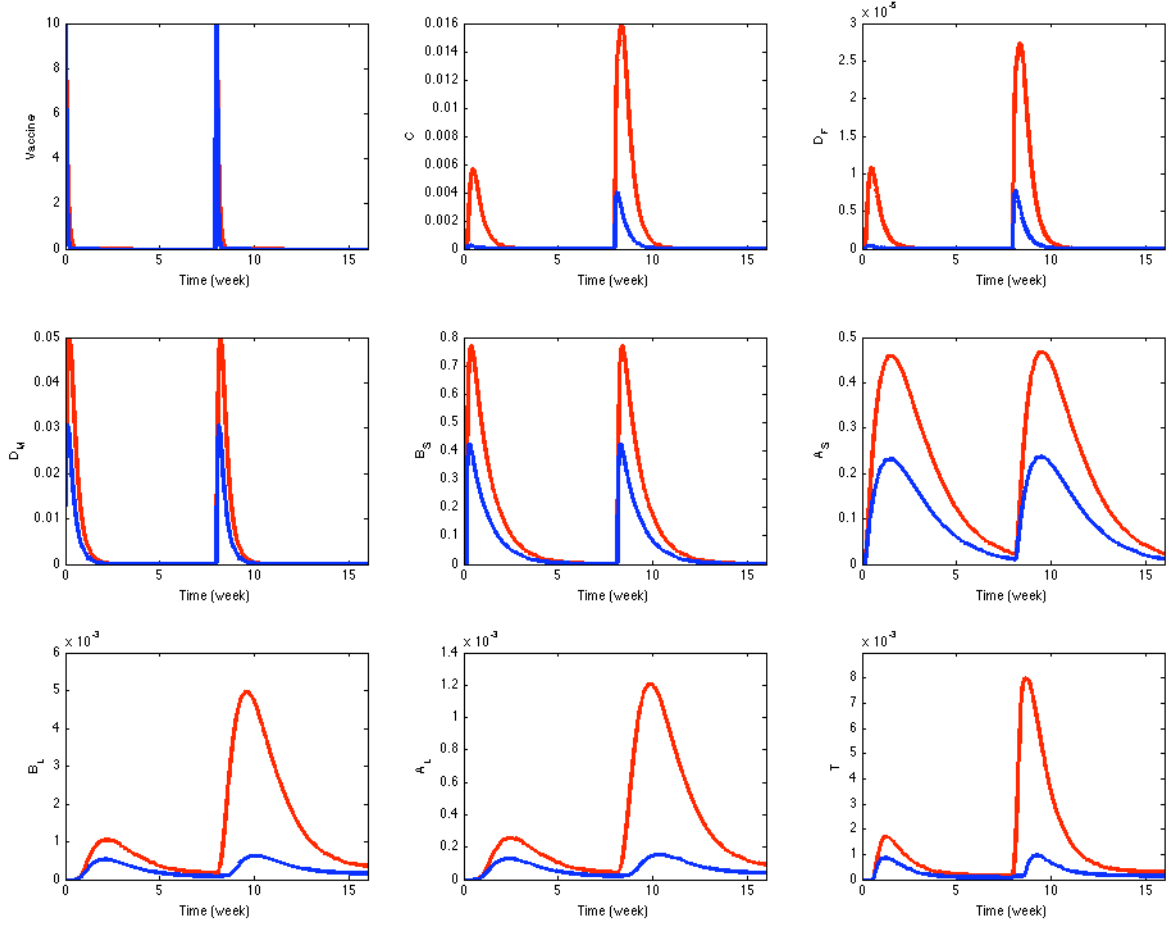 10
8
6
4
2
0
Vaccine
0 5 10 15
Time (week)
0.016
0.014
0.012
0.01
0.008
0.006
0.004
0.002
0
C
0 5 10 15
Time (week)
3 x 10^-5
2.5
2
1.5
1
0.5
0
D_F
0 5 10 15
Time (week)
0.05
0.04
0.03
0.02
0.01
0
D_M
0 5 10 15
Time (week)
0.8
0.7
0.6
0.5
0.4
0.3
0.2
0.1
0
B_S
0 5 10 15
Time (week)
0.5
0.4
0.3
0.2
0.1
0
A_S
0 5 10 15
Time (week)
6 x 10^-3
5
4
3
2
1
0
B_L
0 5 10 15
Time (week)
1.4 x 10^-3
1.2
1
0.8
0.6
0.4
0.2
0
A_L
0 5 10 15
Time (week)
8 x 10^-3
7
6
5
4
3
2
1
0
T
0 5 10 15
Time (week)